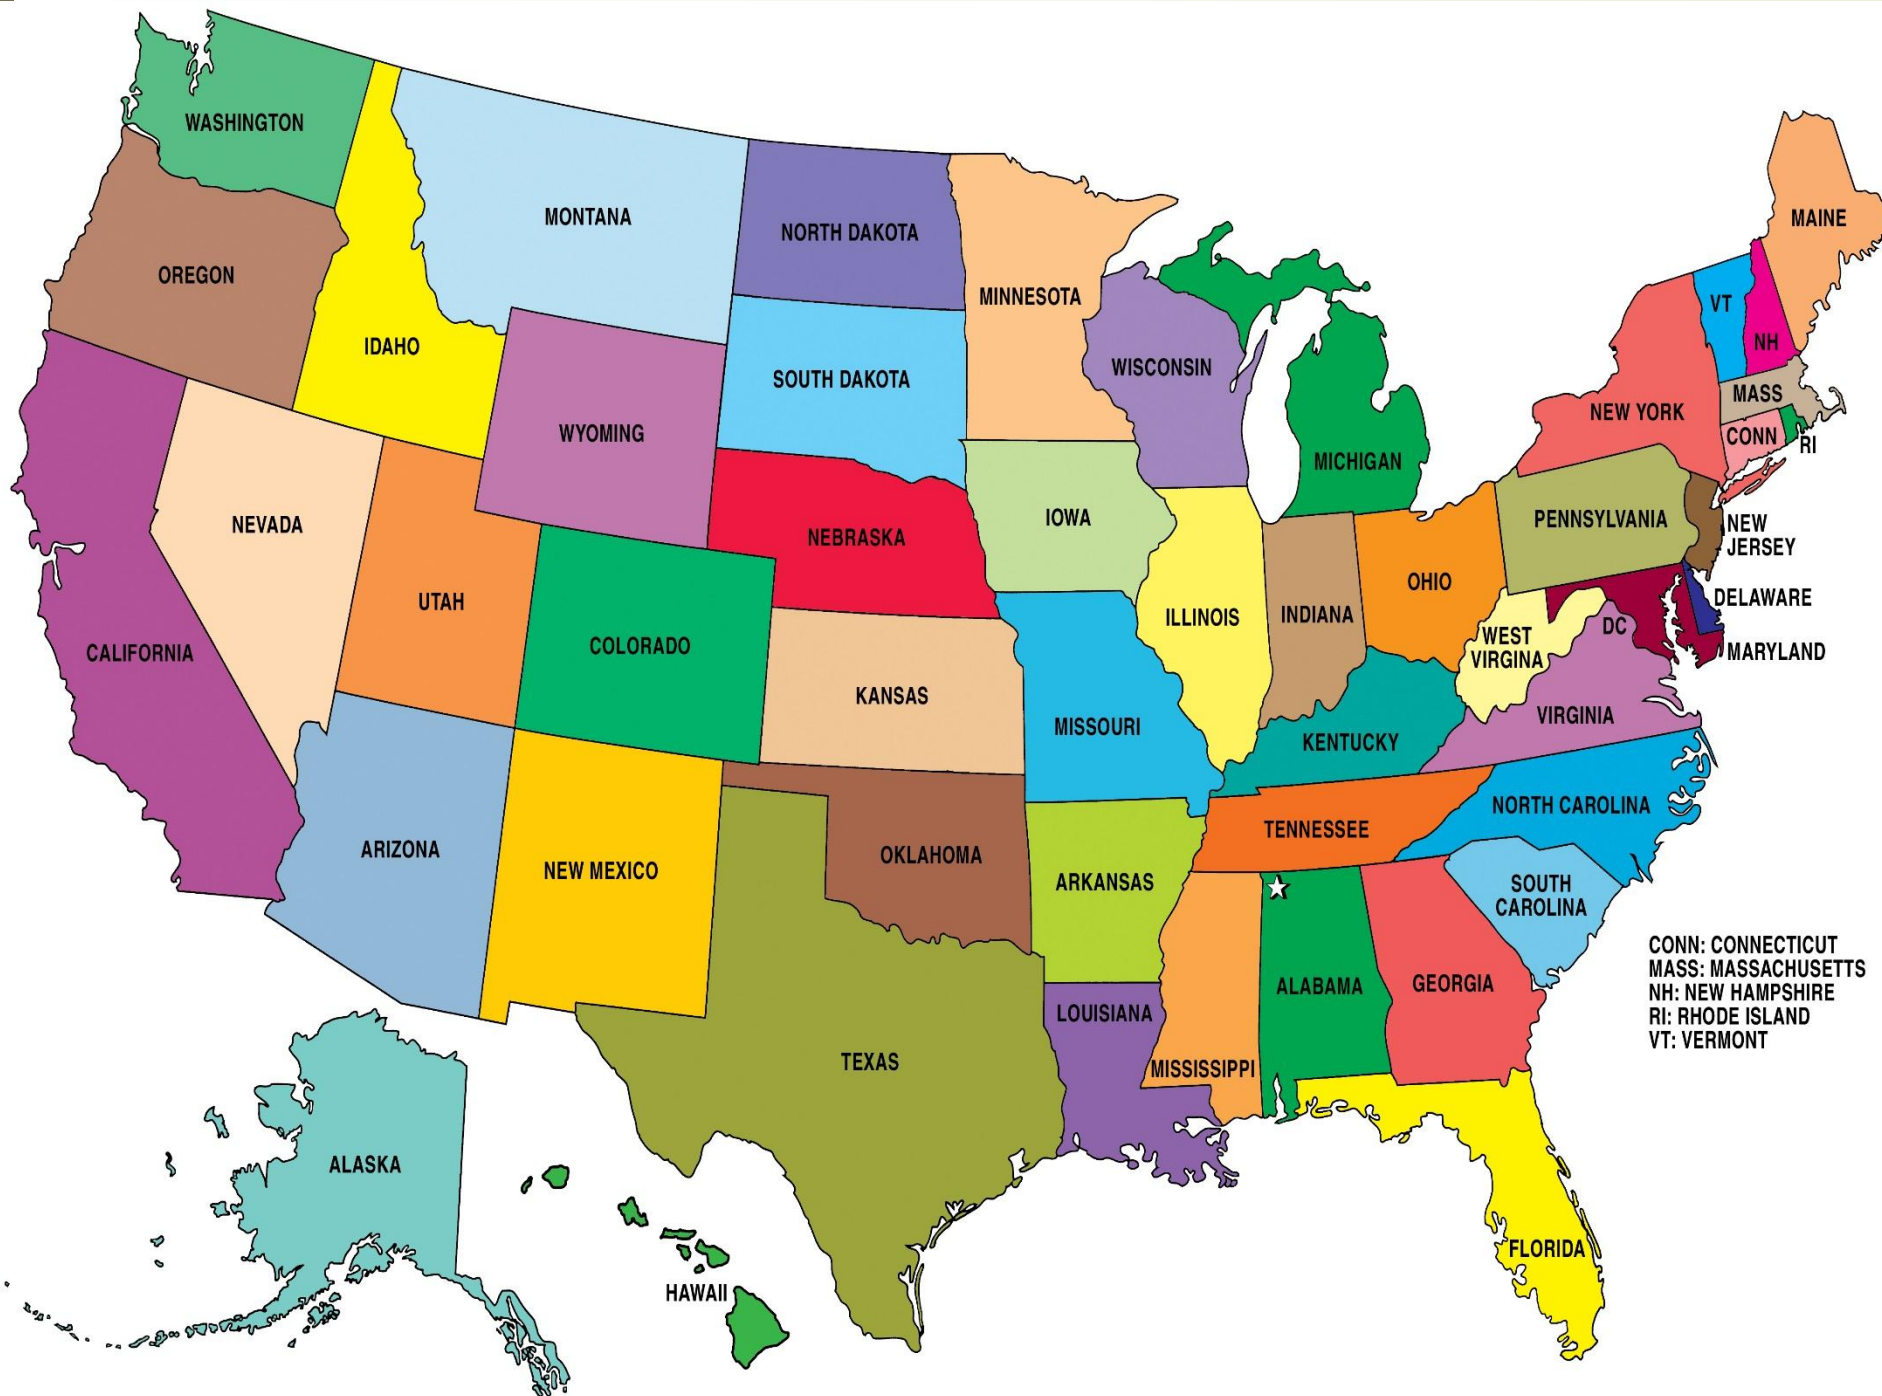 WASHINGTON
OREGON
IDAHO
MONTANA
NORTH DAKOTA
MINNESOTA
MAINE
VT
NH
WISCONSIN
SOUTH DAKOTA
WYOMING
MASS
NEW YORK
CONN
RI
MICHIGAN
NEVADA
NEBRASKA
IOWA
PENNSYLVANIA
NEW
JERSEY
UTAH
COLORADO
ILLINOIS
INDIANA
OHIO
DELAWARE
WEST
VIRGINA
DC
MARYLAND
CALIFORNIA
KANSAS
MISSOURI
KENTUCKY
VIRGINIA
ARIZONA
NEW MEXICO
OKLAHOMA
ARKANSAS
TENNESSEE
NORTH CAROLINA
SOUTH
CAROLINA
TEXAS
LOUISIANA
MISSISSIPPI
ALABAMA
GEORGIA
CONN: CONNECTICUT
MASS: MASSACHUSETTS
NH: NEW HAMPSHIRE
RI: RHODE ISLAND
VT: VERMONT
ALASKA
HAWAII
FLORIDA